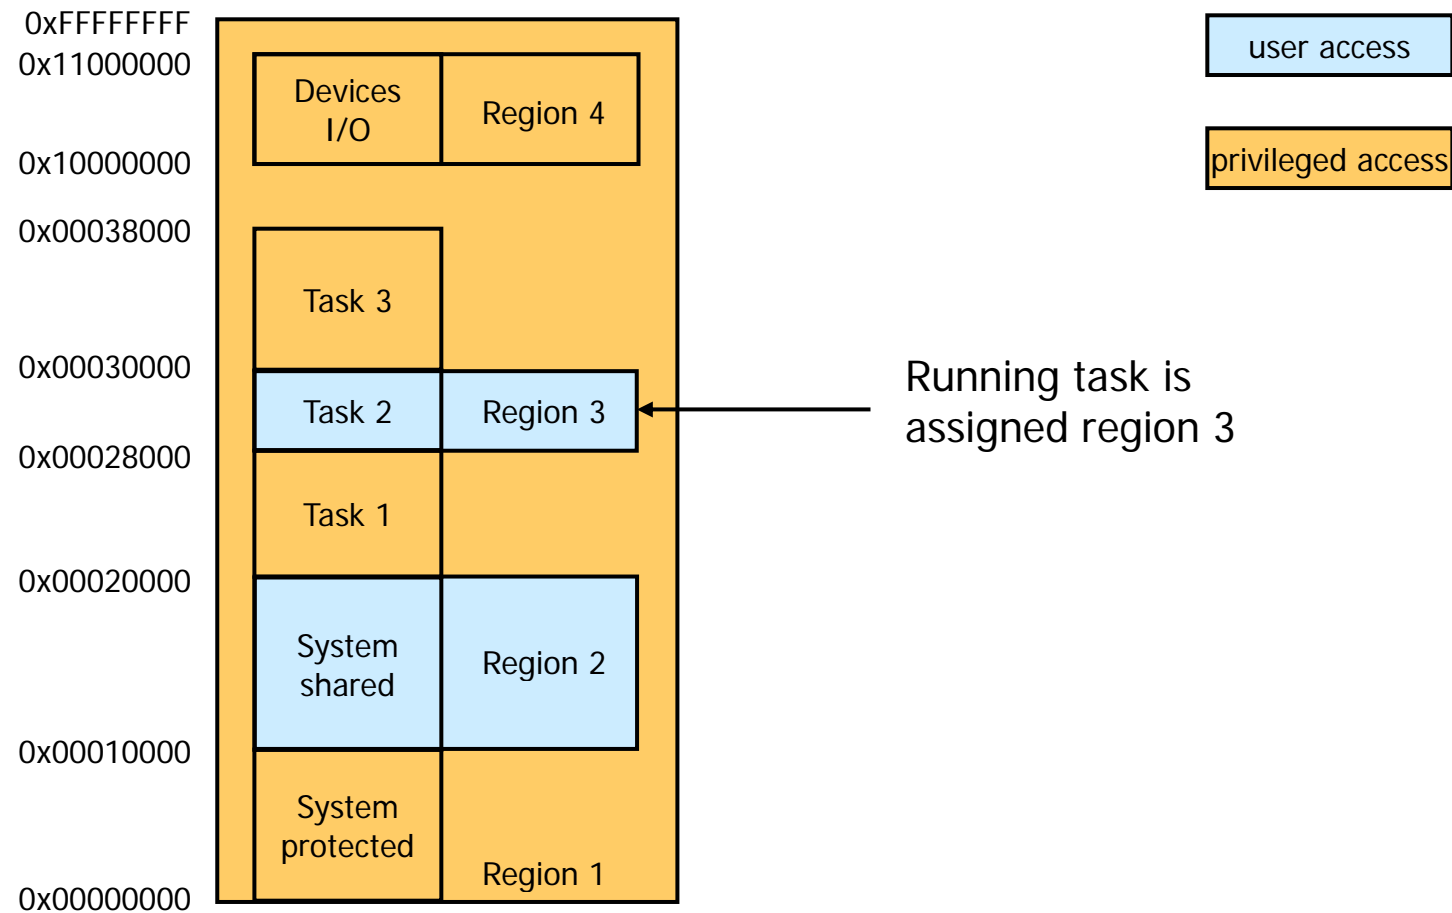 0xFFFFFFFF
0x11000000
0x10000000
0x00038000
0x00030000
0x00028000
0x00020000
0x00010000
0x00000000
Devices
I/O
Region 4
Task 3
Task 2
Region 3
Task 1
System
shared
Region 2
System
protected
Region 1
Running task is
assigned region 3
user access
privileged access